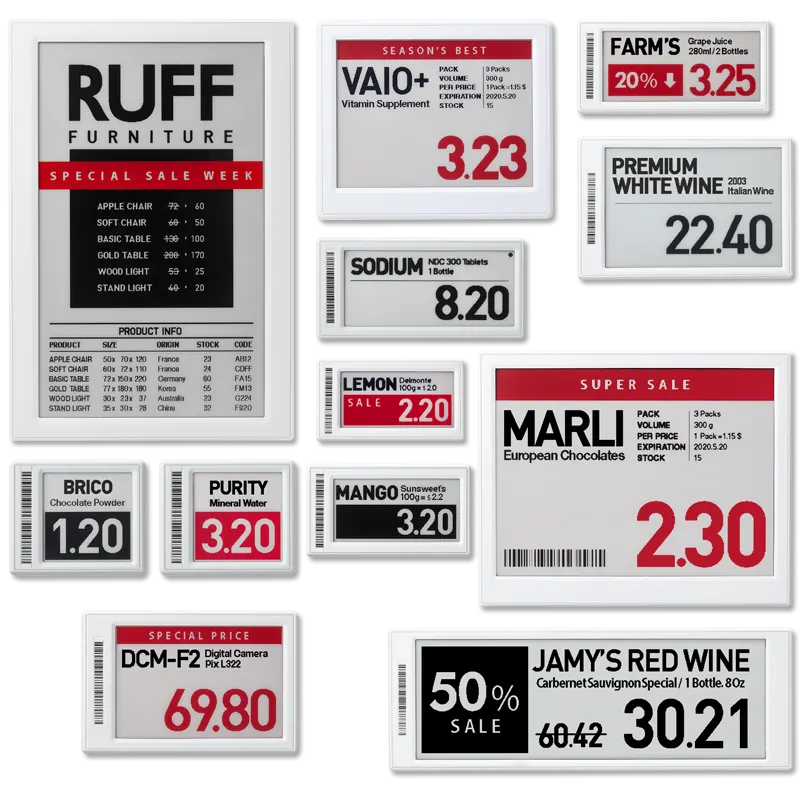 RUFF
FURNITURE
SPECIAL SALE WEEK
APPLE CHAIR 72 › 60
SOFT CHAIR 60 › 50
BASIC TABLE 130 › 100
GOLD TABLE 200 › 170
WOOD LIGHT 53 › 25
STAND LIGHT 40 › 20
PRODUCT INFO
PRODUCT SIZE ORIGIN STOCK CODE
APPLE CHAIR 50x 70x 120 France 23 AB12
SOFT CHAIR 60x 72x 110 France 24 CDFF
BASIC TABLE 72x 150x 220 Germany 60 FA15
GOLD TABLE 77x 180x 180 Korea 55 FM13
WOOD LIGHT 30x 23x 37 Australia 23 G224
STAND LIGHT 35x 30x 28 China 32 FS20
SEASON'S BEST
VAIO+
Vitamin Supplement
PACK 3 Packs
VOLUME 300 g
PER PRICE 1 Pack =1.15 $
EXPIRATION 2020.5.20
STOCK 15
3.23
FARM'S Grape Juice
280ml / 2 Bottles
20% 3.25
PREMIUM
WHITE WINE 2003
Italian Wine
22.40
SODIUM NDC 300 Tablets
1 Bottle
8.20
LEMON Delmonte
100g = $ 2.0
SALE 2.20
SUPER SALE
MARLI
European Chocolates
PACK 3 Packs
VOLUME 300 g
PER PRICE 1 Pack =1.15 $
EXPIRATION 2020.5.20
STOCK 15
2.30
BRICO
Chocolate Powder
1.20
PURITY
Mineral Water
3.20
MANGO Sunsweet's
100g = $ 2.2
3.20
SPECIAL PRICE
DCM-F2 Digital Camera
Pix L322
69.80
50% SALE
JAMY'S RED WINE
Carbernet Sauvignon Special / 1 Bottle. 8Oz
60.42 30.21